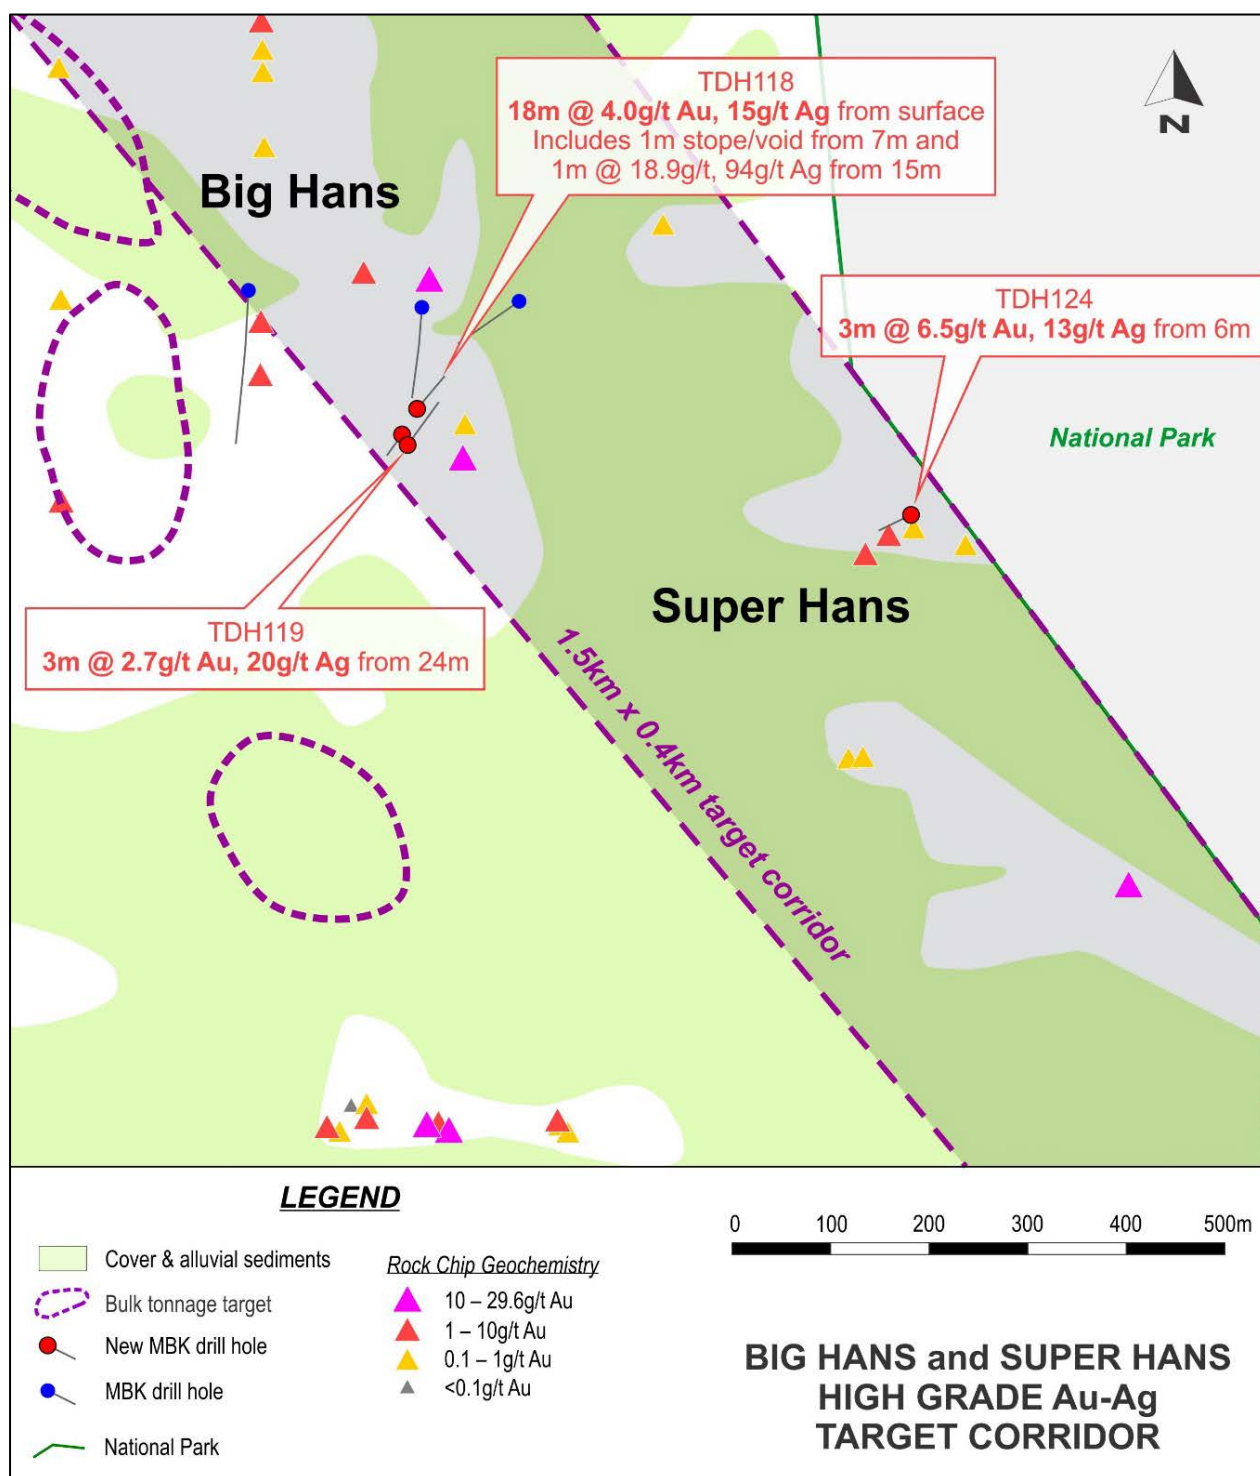 TDH118
18m @ 4.0g/t Au, 15g/t Ag from surface
Includes 1m stope/void from 7m and
1m @ 18.9g/t, 94g/t Ag from 15m
N
Big Hans
TDH124
3m @ 6.5g/t Au, 13g/t Ag from 6m
National Park
Super Hans
TDH119
3m @ 2.7g/t Au, 20g/t Ag from 24m
1.5km x 0.4km target corridor
LEGEND
Cover & alluvial sediments
Bulk tonnage target
New MBK drill hole
MBK drill hole
National Park
Rock Chip Geochemistry
10 – 29.6g/t Au
1 – 10g/t Au
0.1 – 1g/t Au
<0.1g/t Au
0 100 200 300 400 500m
BIG HANS and SUPER HANS
HIGH GRADE Au-Ag
TARGET CORRIDOR